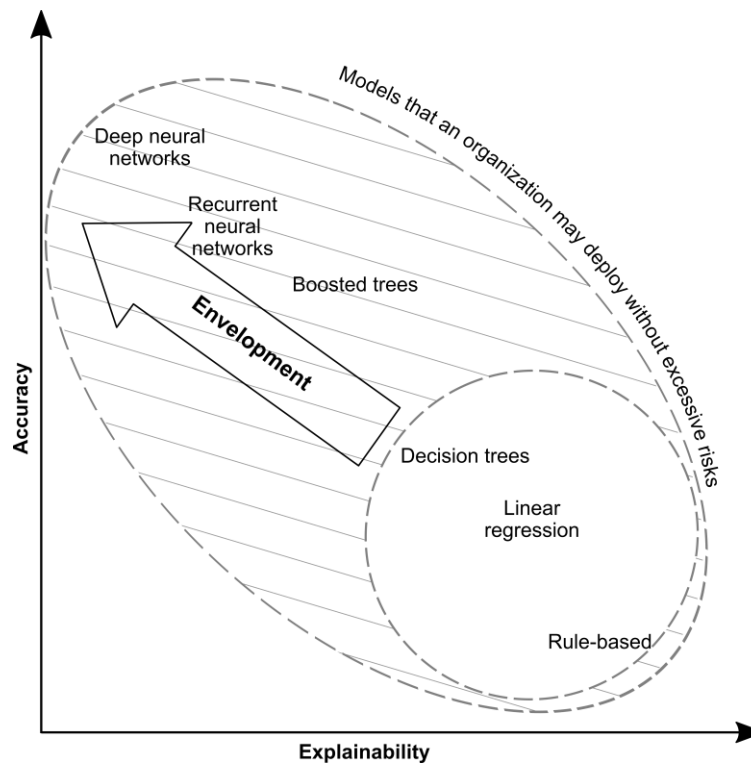 Models that an organization may deploy without excessive risks
Deep neural
networks
Recurrent
neural
networks
Boosted trees
Envelopment
Accuracy
Decision trees
Linear
regression
Rule-based
Explainability